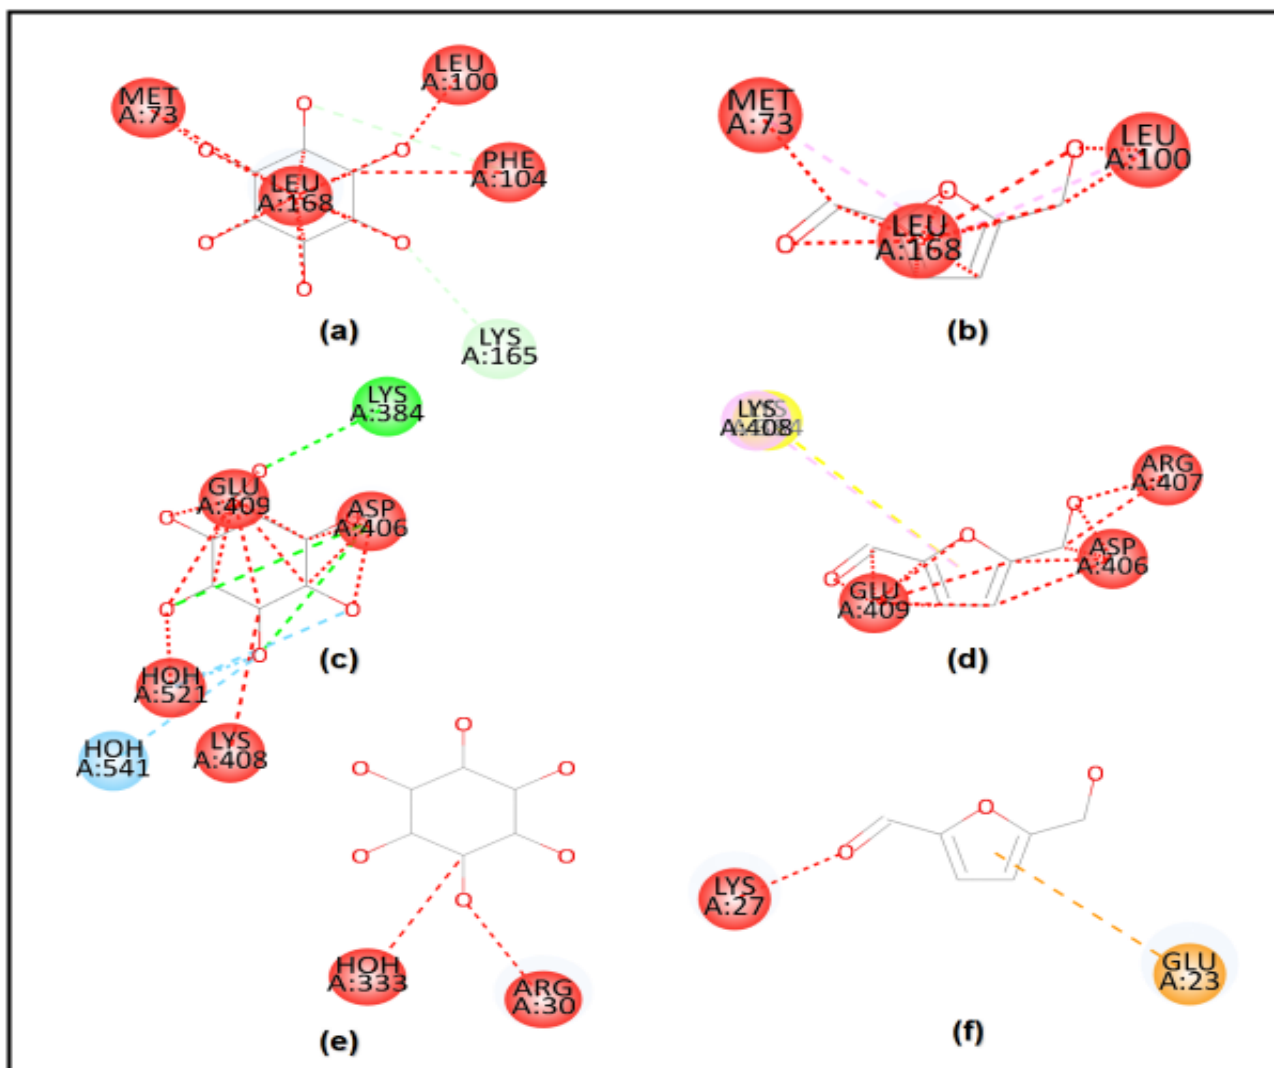 MET
A:73
LEU
A:100
O
O
O
PHE
A:104
LEU
A:168
O
O
O
(a)
LYS
A:165
MET
A:73
O
LEU
A:100
O
LEU
A:168
O
(b)
LYS
A:384
O
GLU
A:409
ASP
A:406
O
O
O
O
HOH
A:521
HOH
A:541
LYS
A:408
(c)
LYS
A:408
ARG
A:407
O
O
ASP
A:406
O
GLU
A:409
(d)
O
O
O
O
O
O
HOH
A:333
ARG
A:30
(e)
O
O
O
LYS
A:27
GLU
A:23
(f)